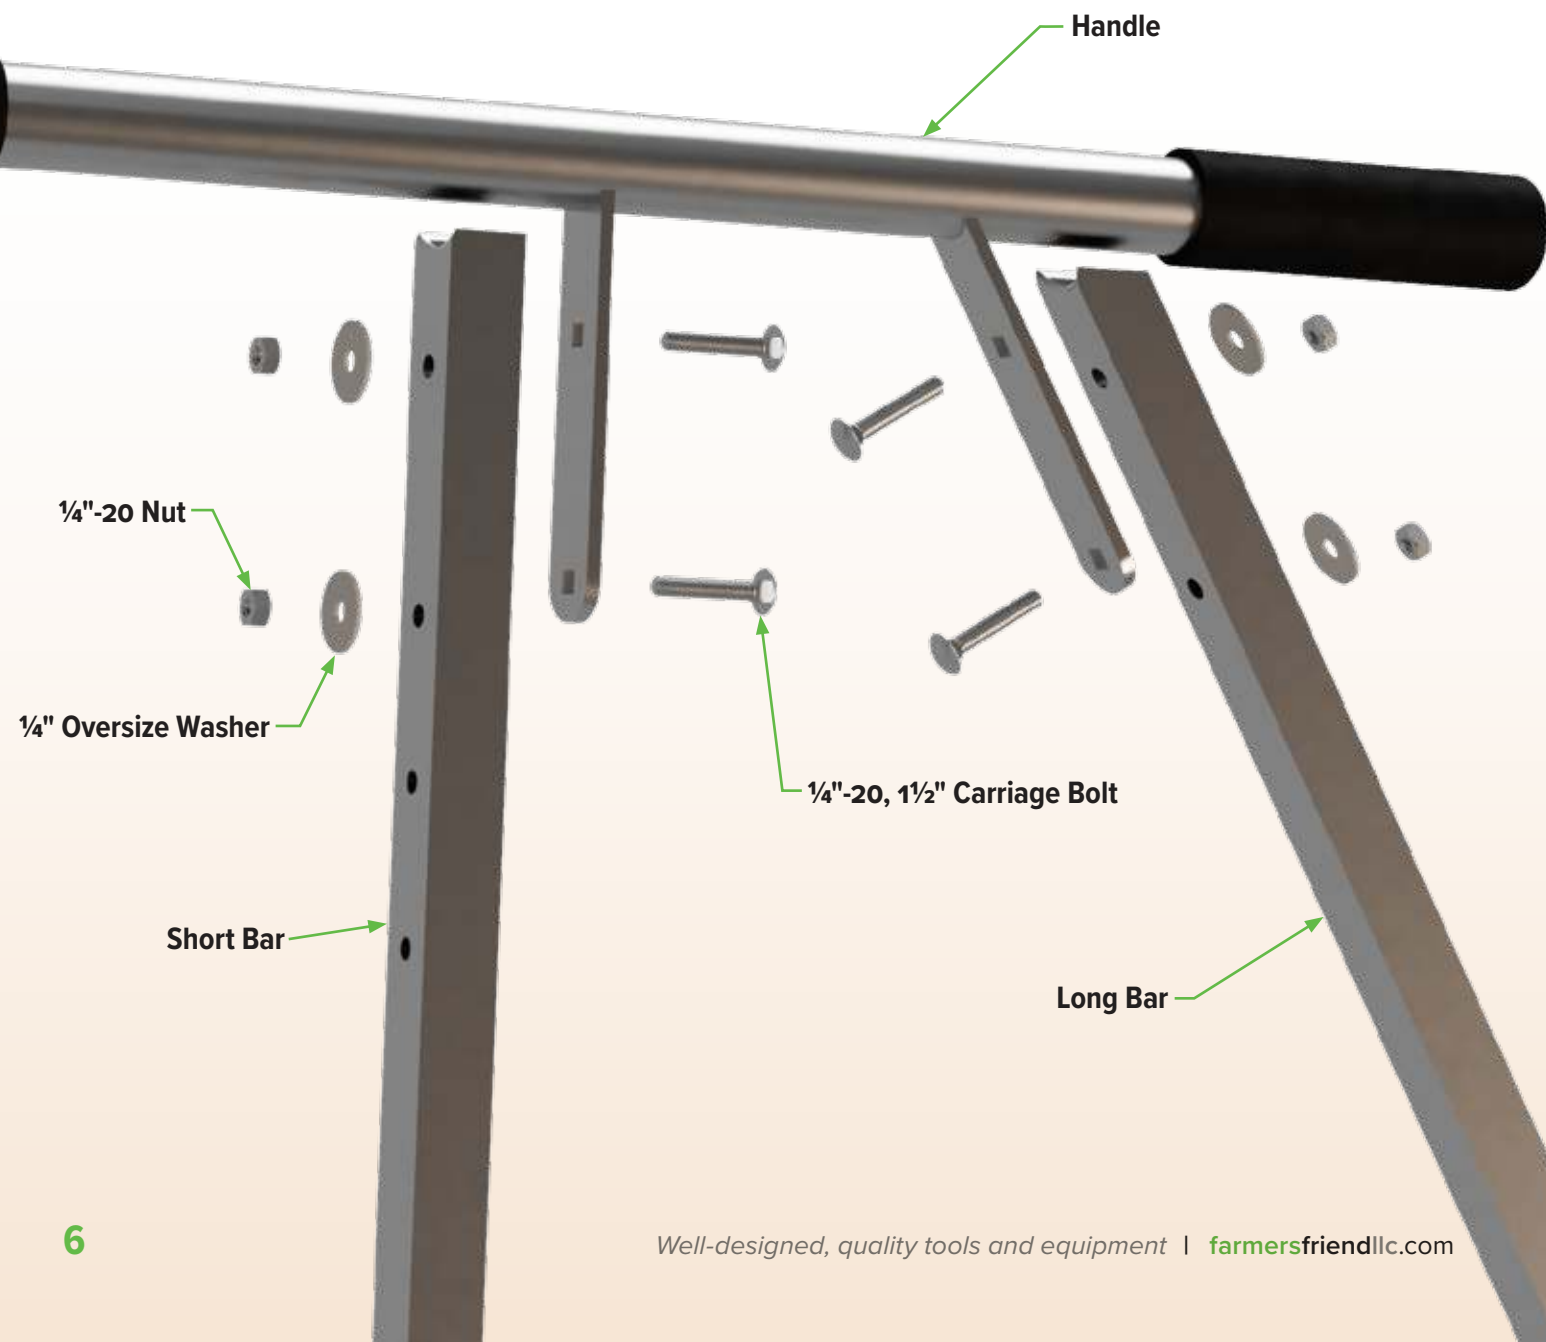 Handle
¼"-20 Nut
¼" Oversize Washer
¼"-20, 1½" Carriage Bolt
Short Bar
Long Bar
6
Well-designed, quality tools and equipment | farmersfriendllc.com